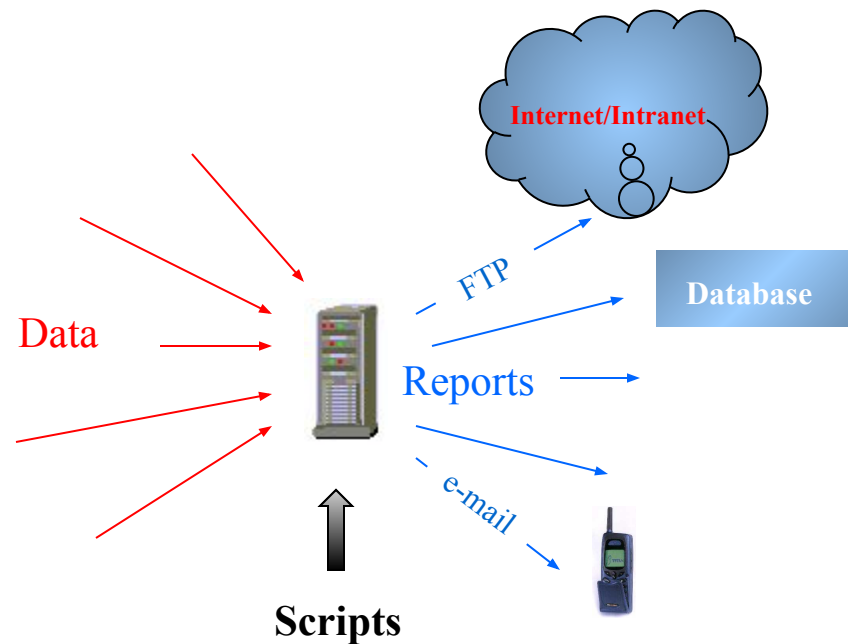 Internet/Intranet
FTP
Database
Data
Reports
e-mail
Scripts